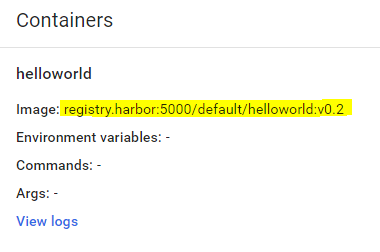 Containers
helloworld
Image: registry.harbor:5000/default/helloworld:v0.2
Environment variables: -
Commands: -
Args: -
View logs